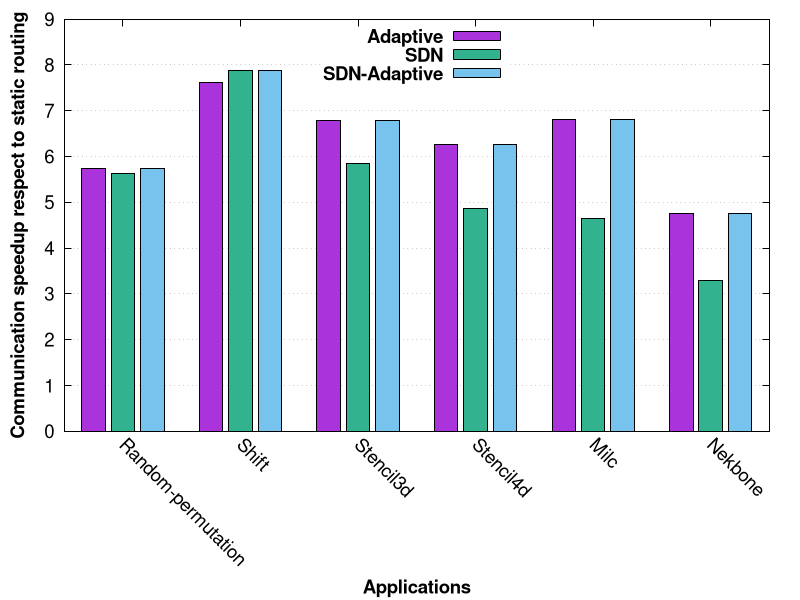 Communication speedup respect to static routing
9
8
7
6
5
4
3
2
1
0
Adaptive
SDN
SDN-Adaptive
Random-permutation
Shift
Stencil3d
Stencil4d
Milc
Nekbone
Applications